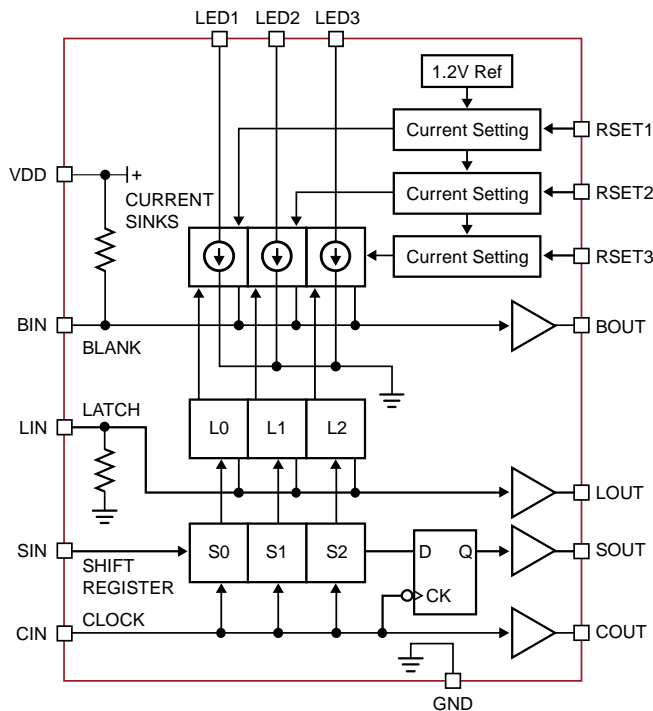 LED1 LED2 LED3
1.2V Ref
Current Setting
RSET1
VDD
+
CURRENT
SINKS
Current Setting
RSET2
Current Setting
RSET3
BIN
BLANK
BOUT
LIN
LATCH
L0 L1 L2
LOUT
SIN
SHIFT
REGISTER
S0 S1 S2
D Q
CK
SOUT
CIN
CLOCK
COUT
GND